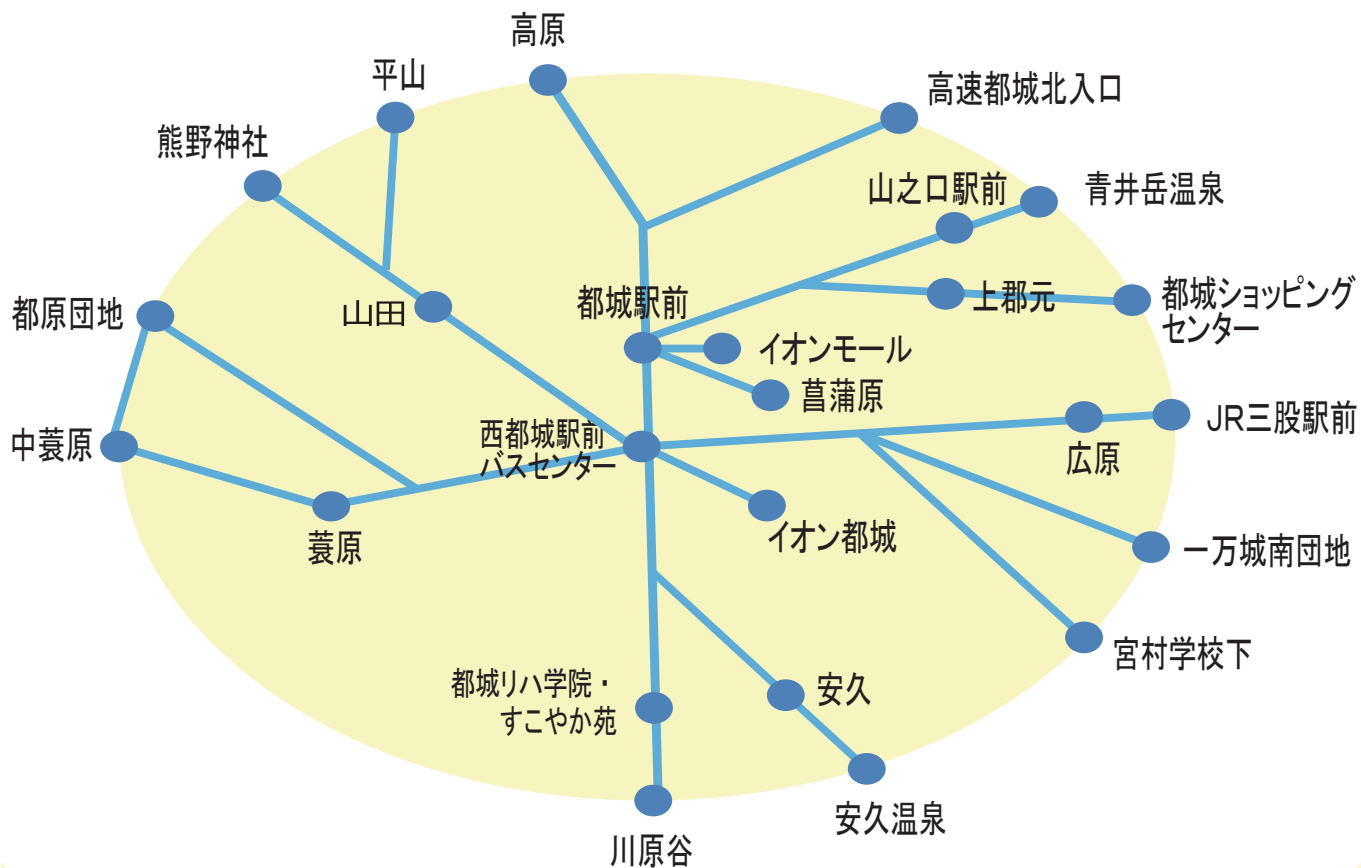 高原
平山
高速都城北入口
熊野神社
山之口駅前
青井岳温泉
都原団地
山田
都城駅前
上郡元
都城ショッピング
センター
イオンモール
菖蒲原
JR三股駅前
中蓑原
西都城駅前
バスセンター
広原
蓑原
イオン都城
一万城南団地
宮村学校下
都城リハ学院・
すこやか苑
安久
安久温泉
川原谷